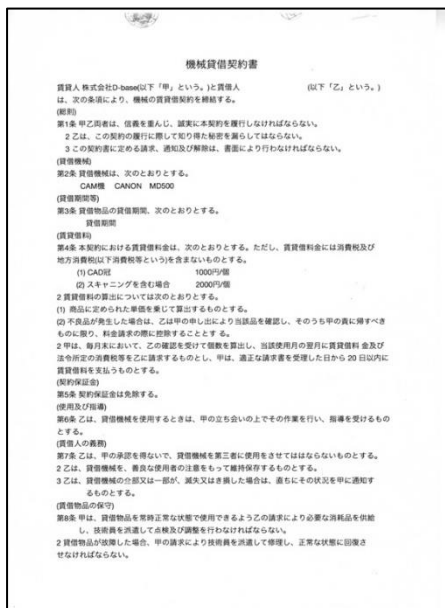 機械貸借契約書
賃貸人 株式会社D-base(以下「甲」という。)と賃借人 (以下「乙」という。)
は、次の条項により、機械の賃貸借契約を締結する。
(総則)
第1条 甲乙両者は、信義を重んじ、誠実に本契約を履行しなければならない。
2 乙は、この契約の履行に際して知り得た秘密を漏らしてはならない。
3 この契約書に定める請求、通知及び解除は、書面により行わなければならない。
(貸借機械)
第2条 貸借機械は、次のとおりとする。
CAM機 CANON MD500
(貸借期間等)
第3条 貸借物品の貸借期間、次のとおりとする。
貸借期間
(賃貸借料)
第4条 本契約における賃貸借料金は、次のとおりとする。ただし、賃貸借料金には消費税及び
地方消費税(以下消費税等という)を含まないものとする。
(1) CAD冠 1000円/個
(2) スキャニングを含む場合 2000円/個
2 賃貸借料の算出については次のとおりとする。
(1) 商品に定められた単価を乗じて算出するものとする。
(2) 不良品が発生した場合は、乙は甲の申し出により当該品を確認し、そのうち甲の責に帰すべき
ものに限り、料金請求の際に控除することとする。
2 甲は、毎月末において、乙の確認を受けて個数を算出し、当該使用月の翌月に賃貸借料 金及び
法令所定の消費税等を乙に請求するものとし、甲は、適正な請求書を受理した日から 20 日以内に
賃貸借料を支払うものとする。
(契約保証金)
第5条 契約保証金は免除する。
(使用及び指導)
第6条 乙は、貸借機械を使用するときは、甲の立ち会いの上でその作業を行い、指導を受けるもの
とする。
(賃借人の義務)
第7条 乙は、甲の承認を得ないで、貸借機械を第三者に使用をさせてははならないものとする。
2 乙は、貸借機械を、善良な使用者の注意をもって維持保存するものとする。
3 乙は、貸借機械の全部又は一部が、滅失又はき損した場合は、直ちにその状況を甲に通知す
るものとする。
(賃借物品の保守)
第8条 甲は、貸借物品を常時正常な状態で使用できるよう乙の請求により必要な消耗品を供給
し、技術員を派遣して点検及び調整を行わなければならない。
2 貸借物品が故障した場合、甲の請求により技術員を派遣して修理し、正常な状態に回復さ
せなければならない。